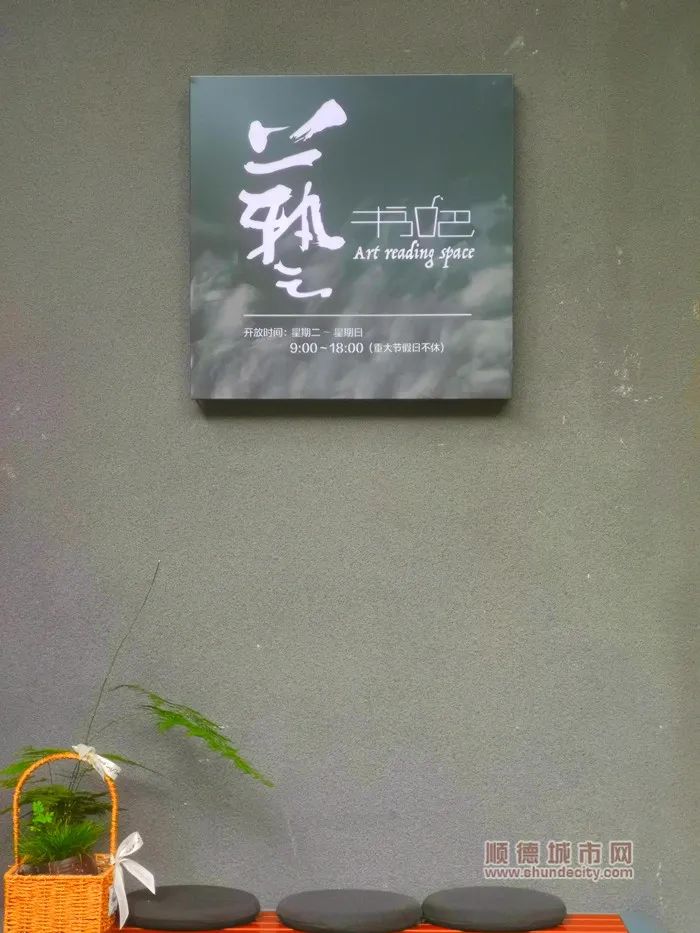 藝
书吧
Art reading space
开放时间：星期二～星期日
9:00～18:00（重大节假日不休）
顺德城市网
www.shundecity.com